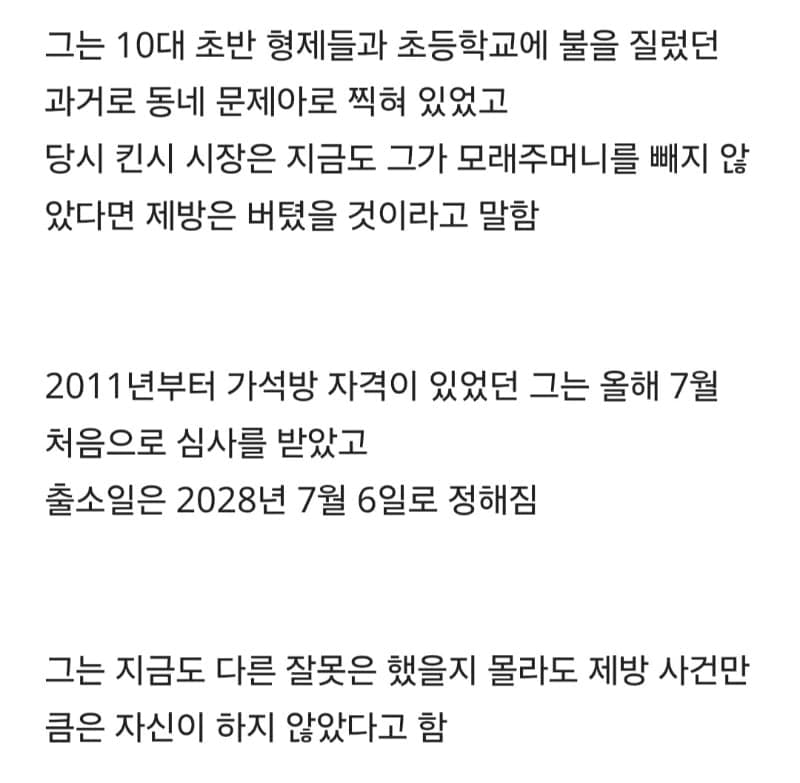 그는 10대 초반 형제들과 초등학교에 불을 질렀던
과거로 동네 문제아로 찍혀 있었고
당시 킨시 시장은 지금도 그가 모래주머니를 빼지 않
았다면 제방은 버텼을 것이라고 말함
2011년부터 가석방 자격이 있었던 그는 올해 7월
처음으로 심사를 받았고
출소일은 2028년 7월 6일로 정해짐
그는 지금도 다른 잘못은 했을지 몰라도 제방 사건만
큼은 자신이 하지 않았다고 함